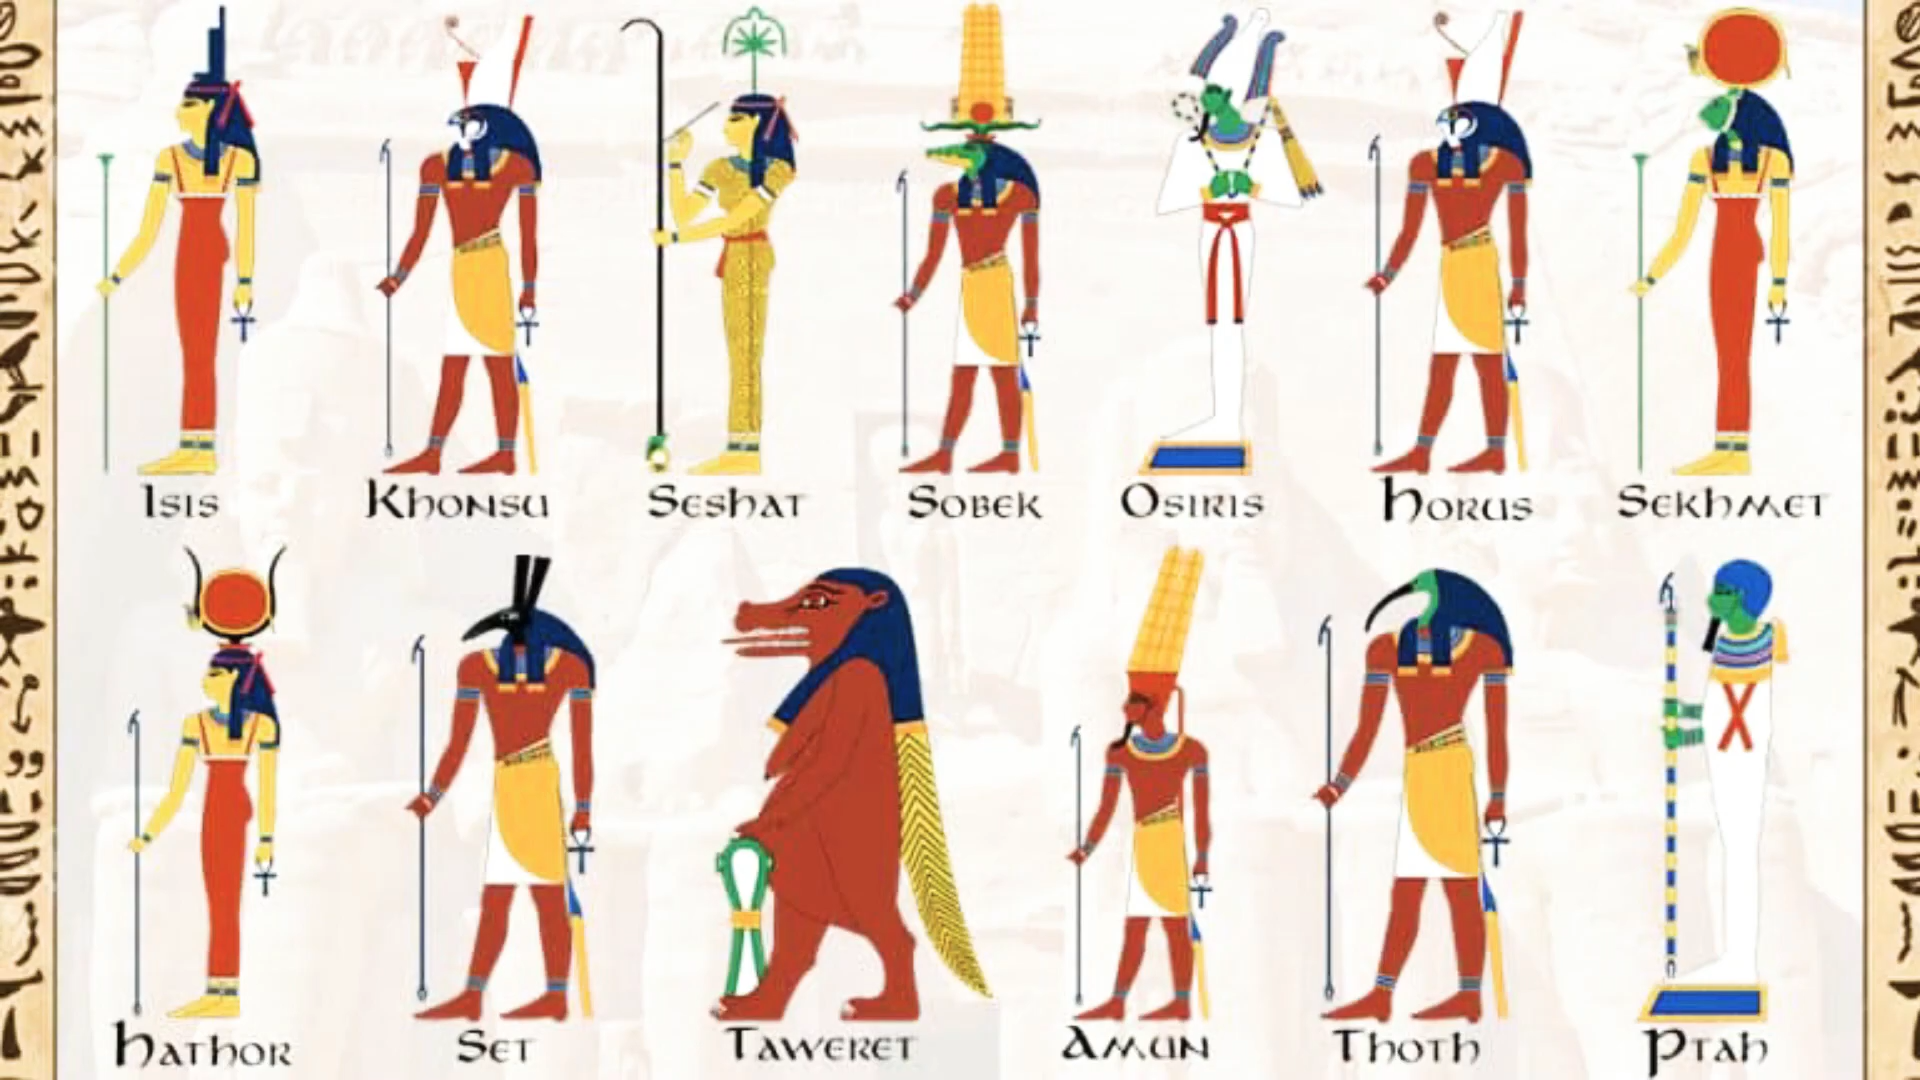 Isis
Khonsu
Seshat
Sobek
Osiris
Horus
Sekhmet
Hathor
Set
Taweret
Amun
Thoth
Ptah